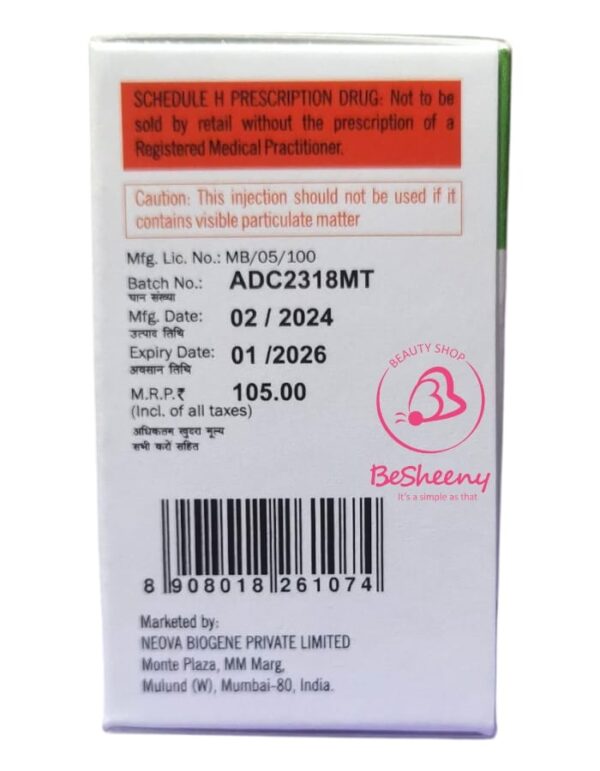 SCHEDULE H PRESCRIPTION DRUG: Not to be
sold by retail without the prescription of a
Registered Medical Practitioner.
Caution: This injection should not be used if it
contains visible particulate matter
Mfg. Lic. No.: MB/05/100
Batch No.: ADC2318MT
घान संख्या
Mfg. Date: 02 / 2024
उत्पाद तिथि
Expiry Date: 01 /2026
अवसान तिथि
M.R.P.₹ 105.00
(Incl. of all taxes)
अधिकतम खुदरा मूल्य
सभी करों सहित
BEAUTY SHOP
BeSheeny
It's a simple as that
8 908018 261074
Marketed by:
NEOVA BIOGENE PRIVATE LIMITED
Monte Plaza, MM Marg,
Mulund (W), Mumbai-80, India.